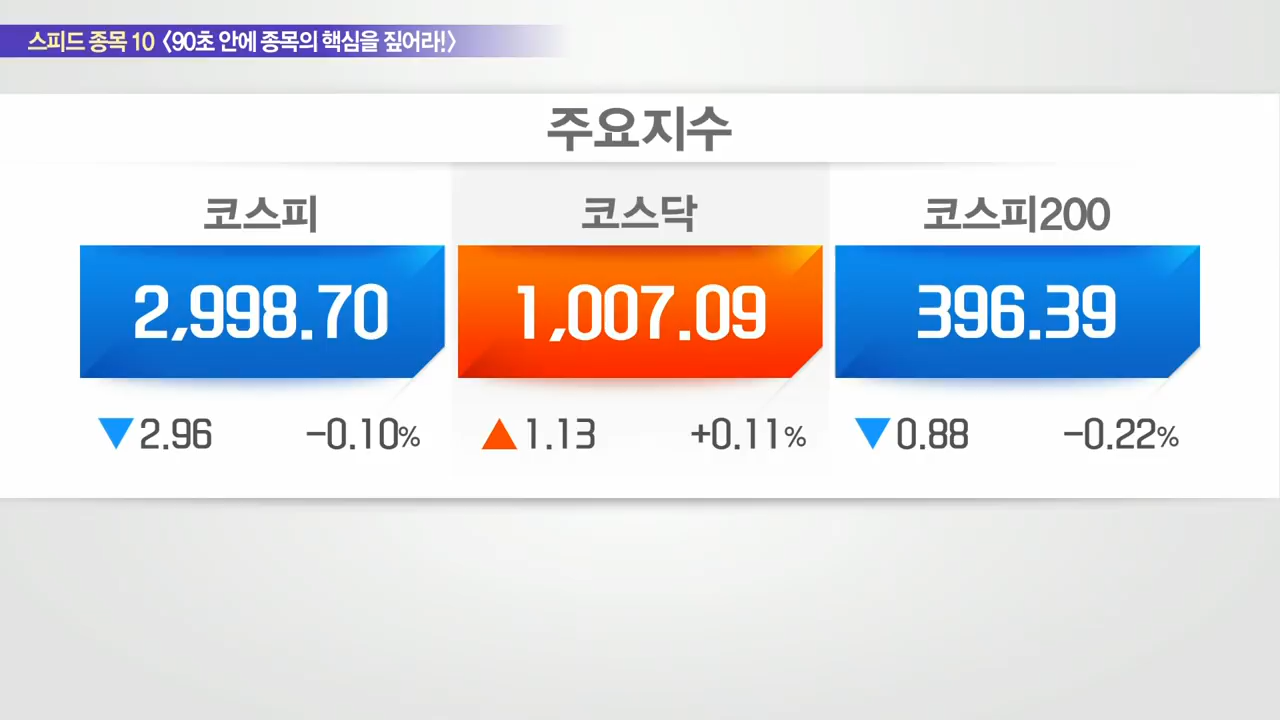 스피드 종목 10 〈90초 안에 종목의 핵심을 짚어라!〉
주요지수
코스피 코스닥 코스피200
2,998.70 1,007.09 396.39
▼2.96 -0.10% ▲1.13 +0.11% ▼0.88 -0.22%